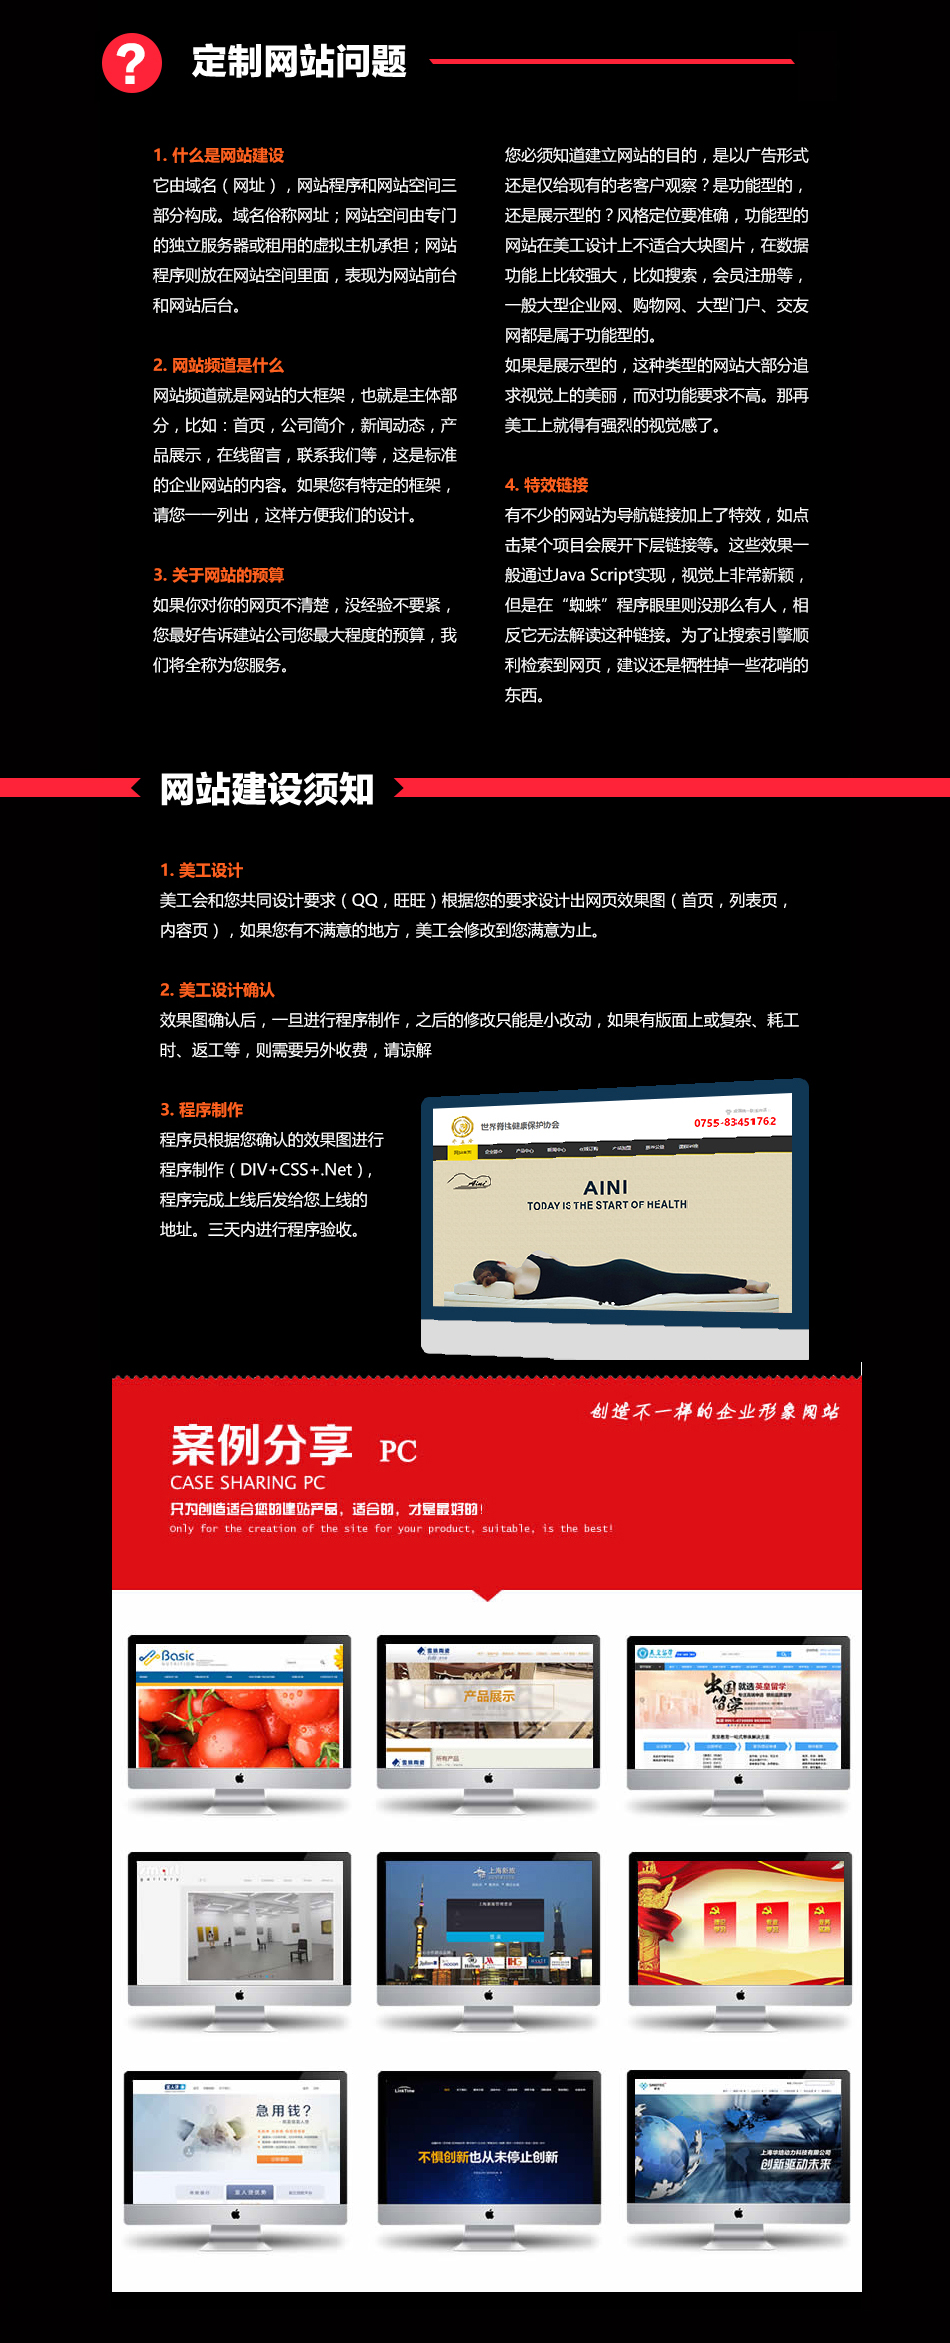 ?
定制网站问题
1. 什么是网站建设
它由域名（网址），网站程序和网站空间三
部分构成。域名俗称网址；网站空间由专门
的独立服务器或租用的虚拟主机承担；网站
程序则放在网站空间里面，表现为网站前台
和网站后台。
2. 网站频道是什么
网站频道就是网站的大框架，也就是主体部
分，比如：首页，公司简介，新闻动态，产
品展示，在线留言，联系我们等，这是标准
的企业网站的内容。如果您有特定的框架，
请您一一列出，这样方便我们的设计。
3. 关于网站的预算
如果你对你的网页不清楚，没经验不要紧，
您最好告诉建站公司您最大程度的预算，我
们将全称为您服务。
您必须知道建立网站的目的，是以广告形式
还是仅给现有的老客户观察？是功能型的，
还是展示型的？风格定位要准确，功能型的
网站在美工设计上不适合大块图片，在数据
功能上比较强大，比如搜索，会员注册等，
一般大型企业网、购物网、大型门户、交友
网都是属于功能型的。
如果是展示型的，这种类型的网站大部分追
求视觉上的美丽，而对功能要求不高。那再
美工上就得有强烈的视觉感了。
4. 特效链接
有不少的网站为导航链接加上了特效，如点
击某个项目会展开下层链接等。这些效果一
般通过Java Script实现，视觉上非常新颖，
但是在“蜘蛛”程序眼里则没那么有人，相
反它无法解读这种链接。为了让搜索引擎顺
利检索到网页，建议还是牺牲掉一些花哨的
东西。
网站建设须知
1. 美工设计
美工会和您共同设计要求（QQ，旺旺）根据您的要求设计出网页效果图（首页，列表页，
内容页），如果您有不满意的地方，美工会修改到您满意为止。
2. 美工设计确认
效果图确认后，一旦进行程序制作，之后的修改只能是小改动，如果有版面上或复杂、耗工
时、返工等，则需要另外收费，请谅解
3. 程序制作
程序员根据您确认的效果图进行
程序制作（DIV+CSS+.Net），
程序完成上线后发给您上线的
地址。三天内进行程序验收。
世界脊柱健康保护协会
0755-83451762
Aini
AINI
TODAY IS THE START OF HEALTH
创造不一样的企业形象网站
案例分享 PC
CASE SHARING PC
只为创造适合您的建站产品，适合的，才是最好的！
Only for the creation of the site for your product, suitable, is the best!
Basic
NUTRITION
产品展示
所有产品
出国留学
就选英皇留学
gallery
急用钱?
LinkTime
不惧创新也从未停止创新
上海华培动力科技有限公司
创新驱动未来